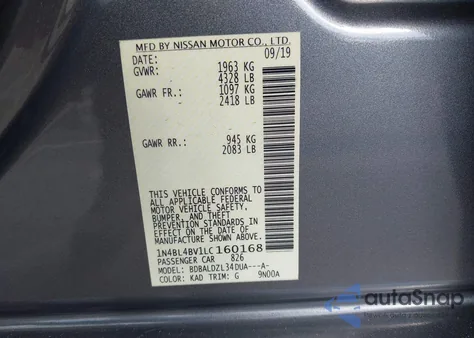 MFD BY NISSAN MOTOR CO., LTD.
DATE: 09/19
GVWR: 1963 KG
4328 LB
GAWR FR.: 1097 KG
2418 LB
GAWR RR.: 945 KG
2083 LB
THIS VEHICLE CONFORMS TO
ALL APPLICABLE FEDERAL
MOTOR VEHICLE SAFETY,
BUMPER, AND THEFT
PREVENTION STANDARDS IN
EFFECT ON THE DATE OF
MANUFACTURE SHOWN ABOVE.
1N4BL4BV1LC160168
PASSENGER CAR 826
MODEL: BDBALDZL34DUA---A-
COLOR: KAD TRIM: G 9N00A
autoSnap